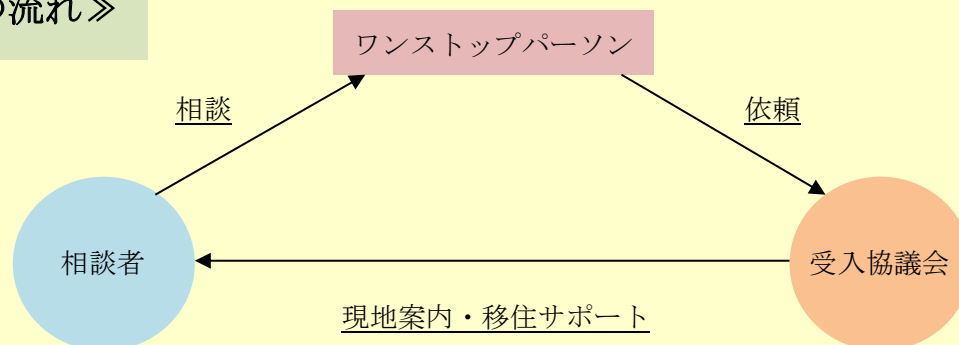 の流れ≫
ワンストップパーソン
相談
依頼
相談者
受入協議会
現地案内・移住サポート